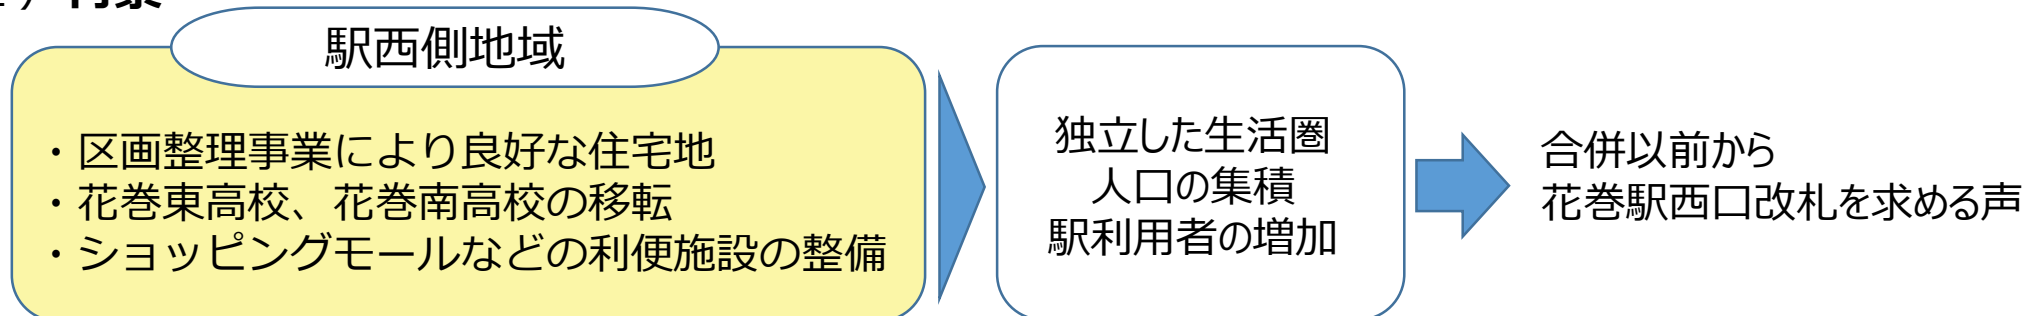 駅西側地域
・区画整理事業により良好な住宅地
・花巻東高校、花巻南高校の移転
・ショッピングモールなどの利便施設の整備
独立した生活圏
人口の集積
駅利用者の増加
合併以前から
花巻駅西口改札を求める声